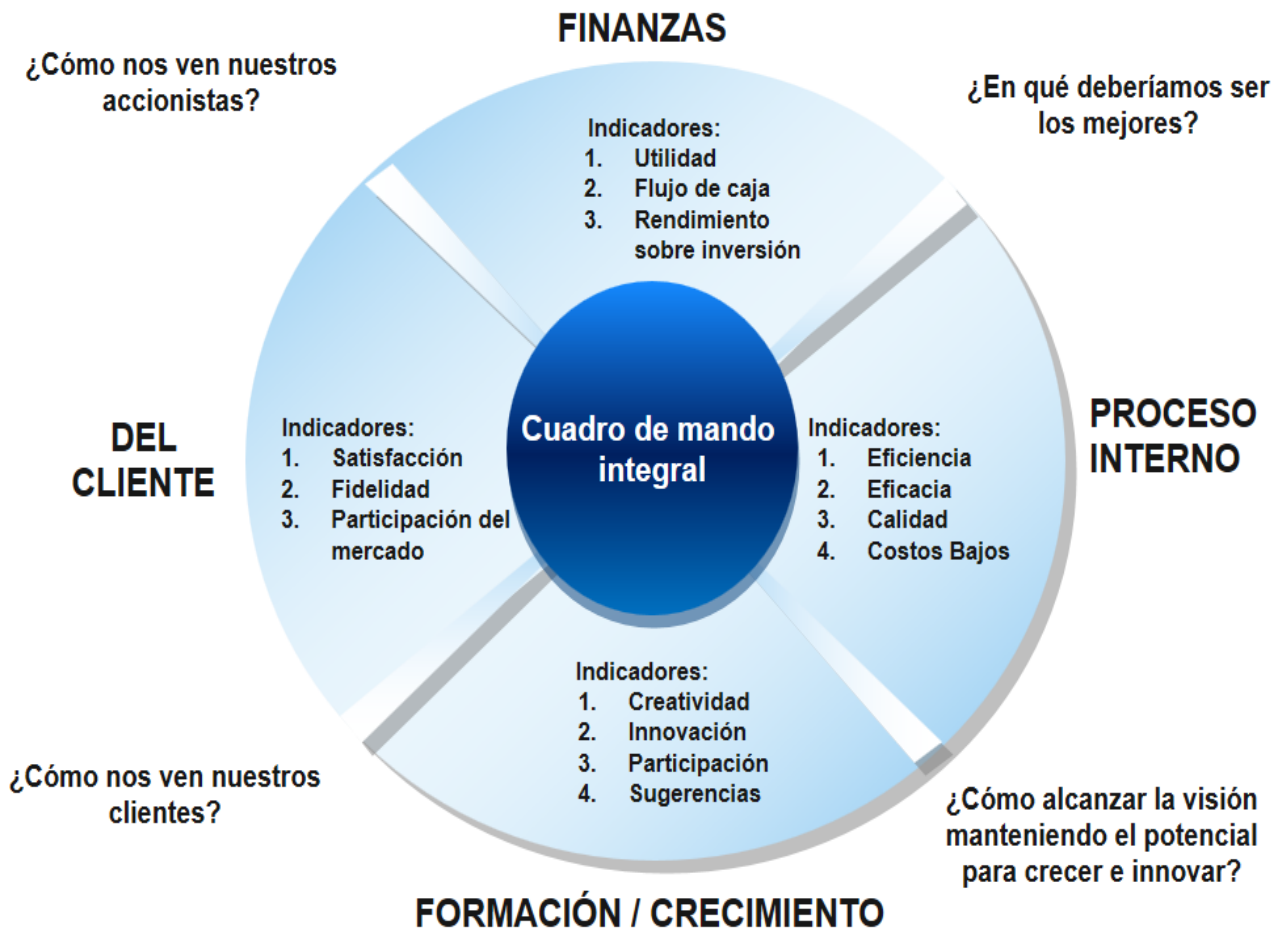 FINANZAS
¿Cómo nos ven nuestros
accionistas?
¿En qué deberíamos ser
los mejores?
Indicadores:
1. Utilidad
2. Flujo de caja
3. Rendimiento
sobre inversión
DEL
CLIENTE
Indicadores:
1. Satisfacción
2. Fidelidad
3. Participación del
mercado
Cuadro de mando
integral
Indicadores:
1. Eficiencia
2. Eficacia
3. Calidad
4. Costos Bajos
PROCESO
INTERNO
Indicadores:
1. Creatividad
2. Innovación
3. Participación
4. Sugerencias
¿Cómo nos ven nuestros
clientes?
¿Cómo alcanzar la visión
manteniendo el potencial
para crecer e innovar?
FORMACIÓN / CRECIMIENTO